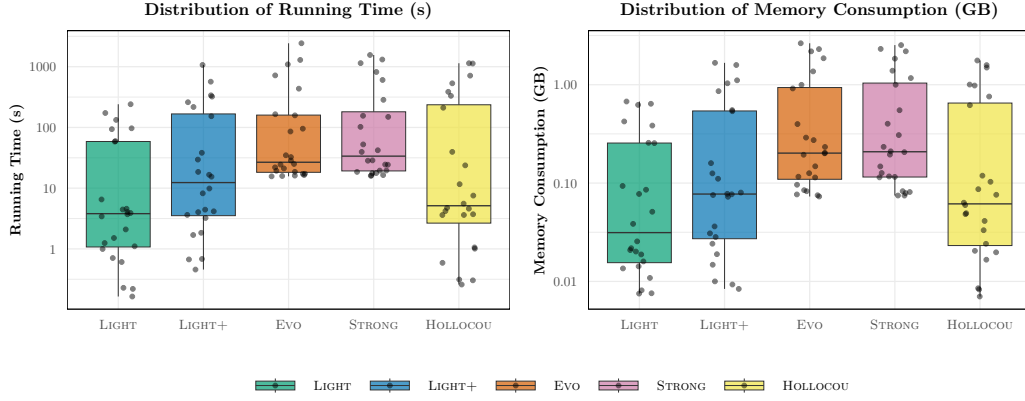 Distribution of Running Time (s)
Running Time (s)
1000
100
10
1
LIGHT
LIGHT+
EVO
STRONG
HOLLOCOU
Distribution of Memory Consumption (GB)
Memory Consumption (GB)
1.00
0.10
0.01
LIGHT
LIGHT+
EVO
STRONG
HOLLOCOU
LIGHT LIGHT+ EVO STRONG HOLLOCOU